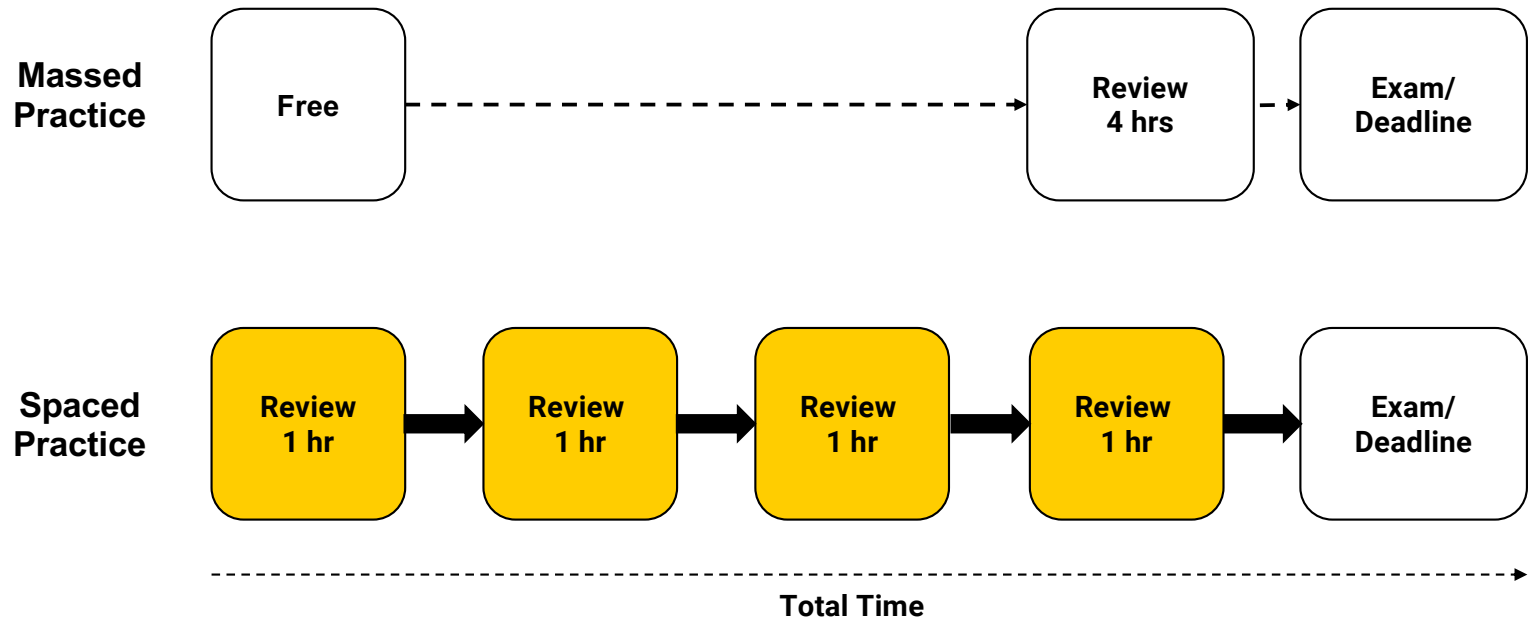 Massed
Practice
Free
Review
4 hrs
Exam/
Deadline
Spaced
Practice
Review
1 hr
Review
1 hr
Review
1 hr
Review
1 hr
Exam/
Deadline
Total Time